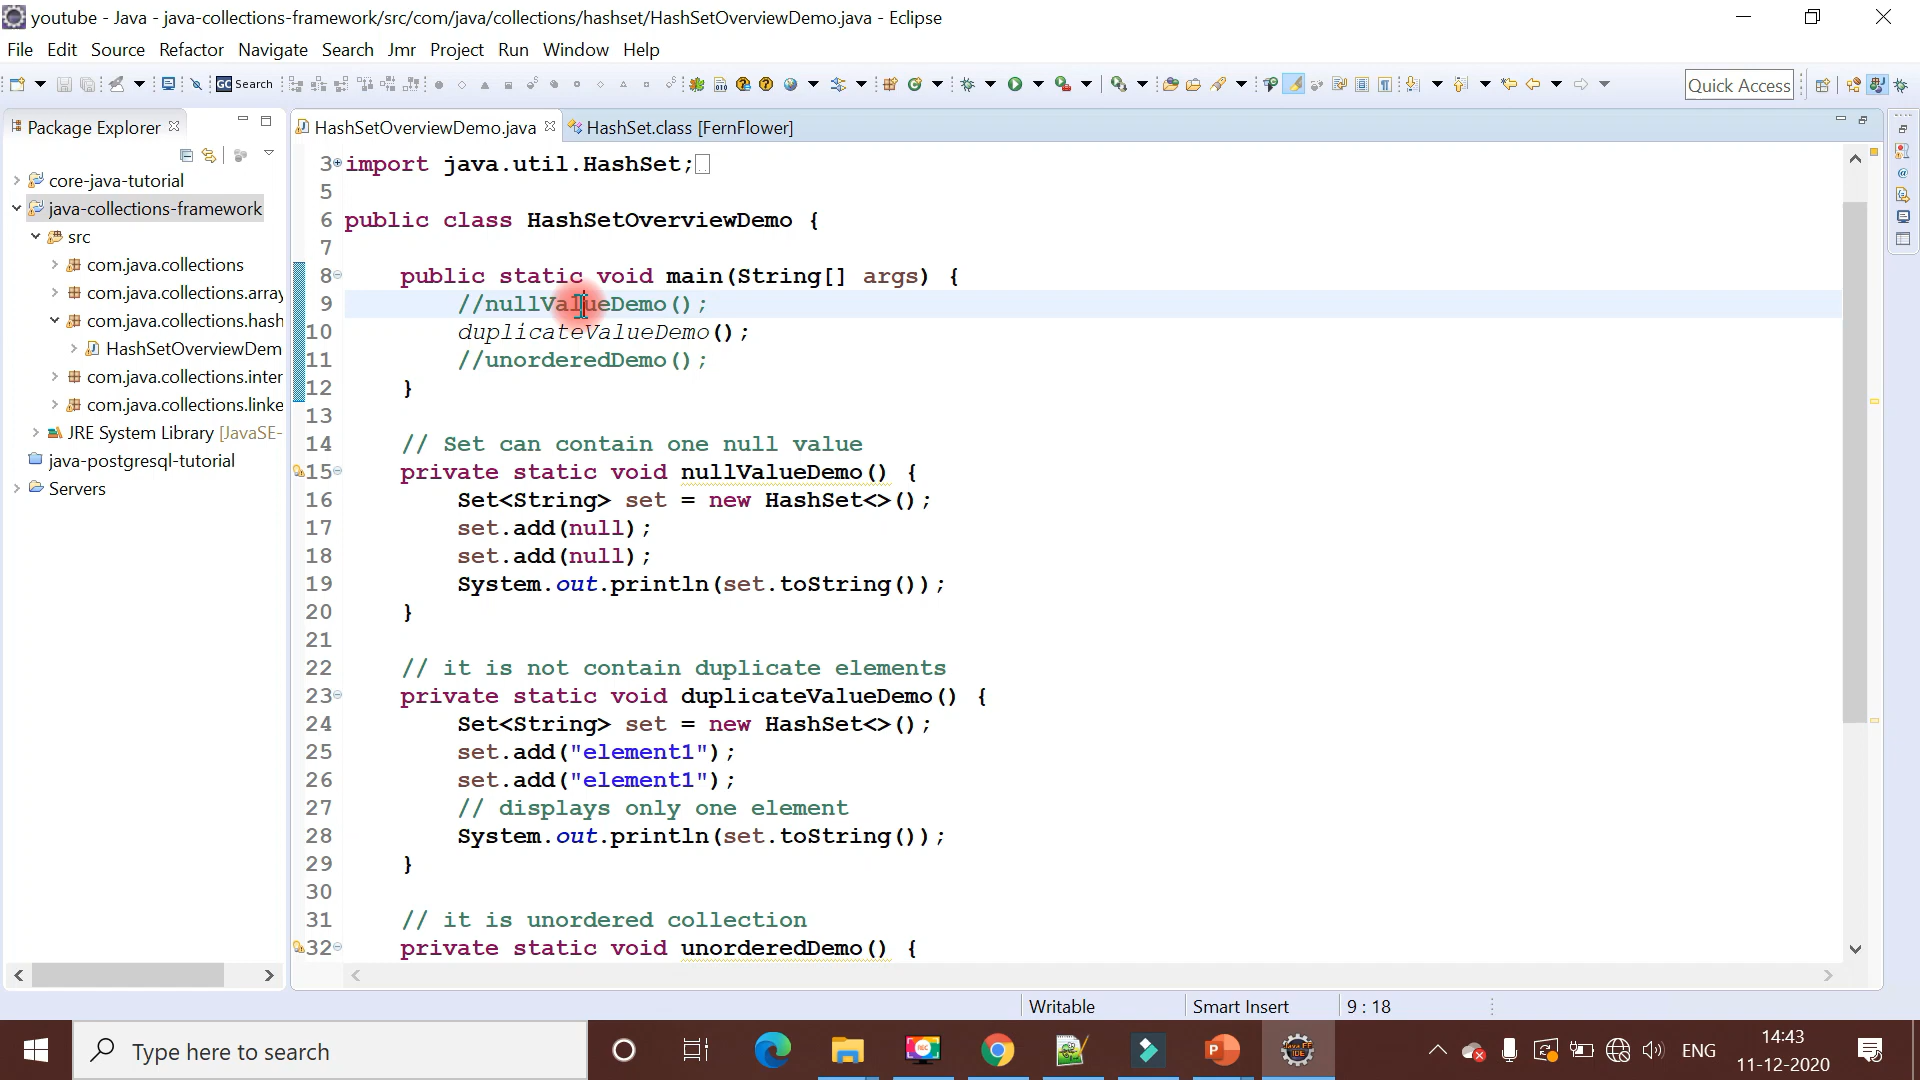 youtube - Java - java-collections-framework/src/com/java/collections/hashset/HashSetOverviewDemo.java - Eclipse
File Edit Source Refactor Navigate Search Jmr Project Run Window Help
GC Search
Quick Access
Package Explorer
HashSetOverviewDemo.java
HashSet.class [FernFlower]
core-java-tutorial
java-collections-framework
src
com.java.collections
com.java.collections.array
com.java.collections.hash
HashSetOverviewDem
com.java.collections.inter
com.java.collections.linke
JRE System Library [JavaSE-
java-postgresql-tutorial
Servers
3 import java.util.HashSet;
5
6 public class HashSetOverviewDemo {
7
8 public static void main(String[] args) {
9 //nullValueDemo();
10 duplicateValueDemo();
11 //unorderedDemo();
12 }
13
14 // Set can contain one null value
15 private static void nullValueDemo() {
16 Set<String> set = new HashSet<>();
17 set.add(null);
18 set.add(null);
19 System.out.println(set.toString());
20 }
21
22 // it is not contain duplicate elements
23 private static void duplicateValueDemo() {
24 Set<String> set = new HashSet<>();
25 set.add("element1");
26 set.add("element1");
27 // displays only one element
28 System.out.println(set.toString());
29 }
30
31 // it is unordered collection
32 private static void unorderedDemo() {
Writable Smart Insert 9 : 18
Type here to search
ENG
14:43
11-12-2020